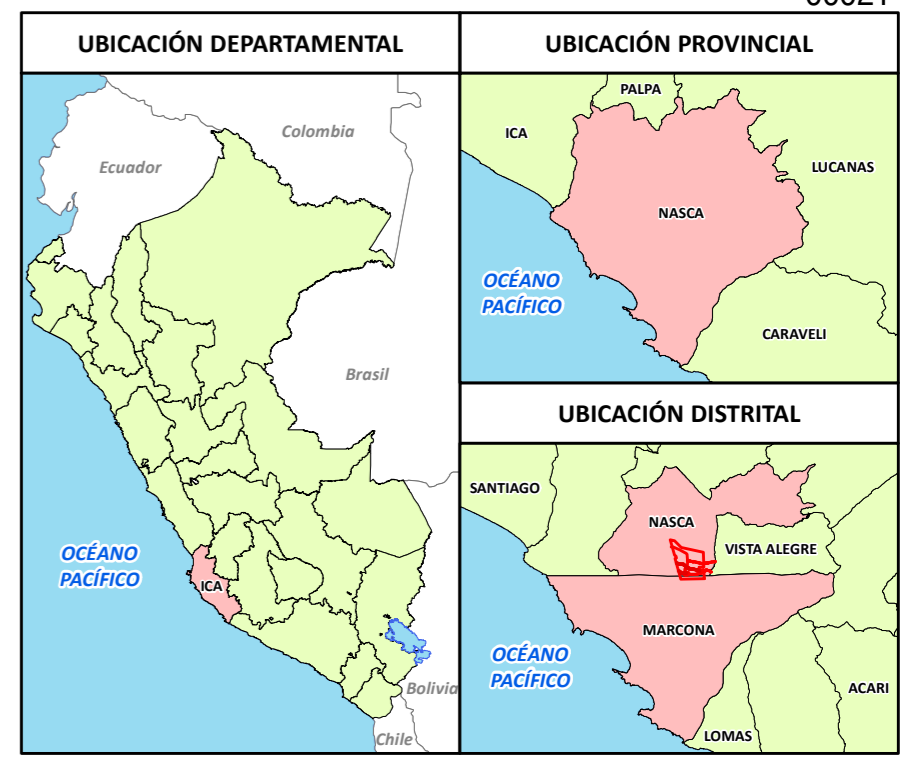 UBICACIÓN DEPARTAMENTAL
Colombia
Ecuador
Brasil
OCÉANO
PACÍFICO
ICA
Bolivia
Chile
UBICACIÓN PROVINCIAL
PALPA
ICA
LUCANAS
NASCA
OCÉANO
PACÍFICO
CARAVELI
UBICACIÓN DISTRITAL
SANTIAGO
NASCA
VISTA ALEGRE
MARCONA
OCÉANO
PACÍFICO
ACARI
LOMAS